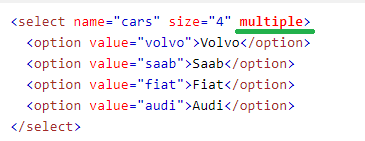 <select name="cars" size="4" multiple>
  <option value="volvo">Volvo</option>
  <option value="saab">Saab</option>
  <option value="fiat">Fiat</option>
  <option value="audi">Audi</option>
</select>